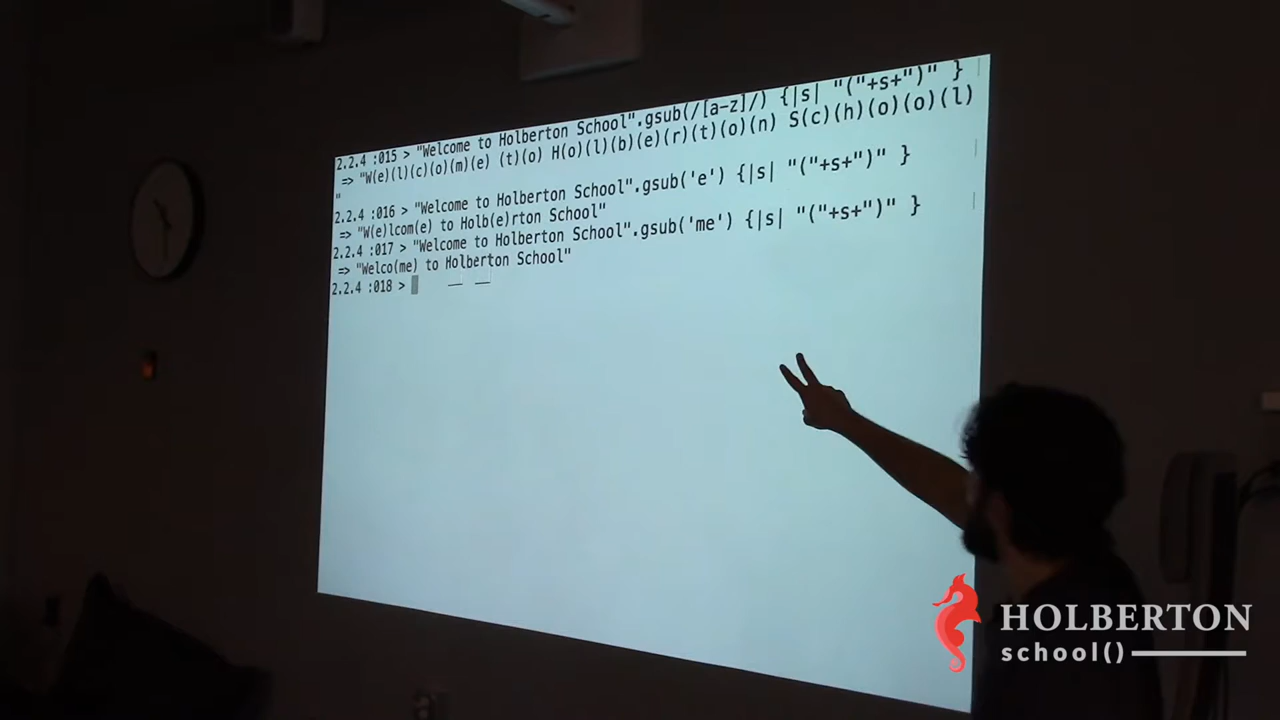 2.2.4 :015 > "Welcome to Holberton School".gsub(/[a-z]/) {|s| "("+s+")" }
=> "W(e)(l)(c)(o)(m)(e) (t)(o) H(o)(l)(b)(e)(r)(t)(o)(n) S(c)(h)(o)(o)(l)
"
2.2.4 :016 > "Welcome to Holberton School".gsub('e') {|s| "("+s+")" }
=> "W(e)lcom(e) to Holb(e)rton School"
2.2.4 :017 > "Welcome to Holberton School".gsub('me') {|s| "("+s+")" }
=> "Welco(me) to Holberton School"
2.2.4 :018 >
HOLBERTON
school()